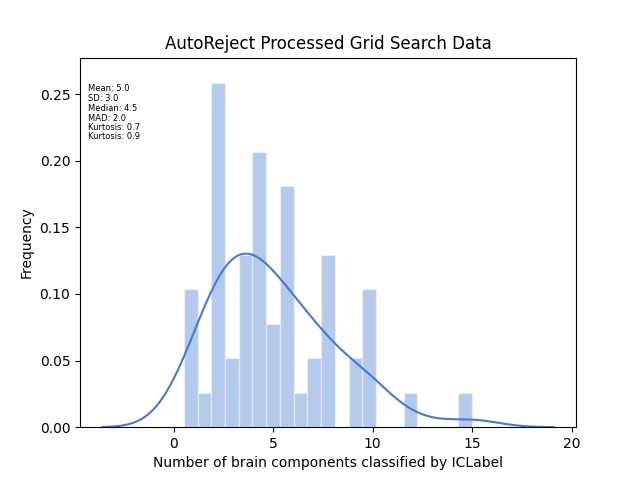 AutoReject Processed Grid Search Data
Mean: 5.0
SD: 3.0
Median: 4.5
MAD: 2.0
Kurtosis: 0.7
Kurtosis: 0.9
0.25
0.20
0.15
0.10
0.05
0.00
Frequency
0 5 10 15 20
Number of brain components classified by ICLabel